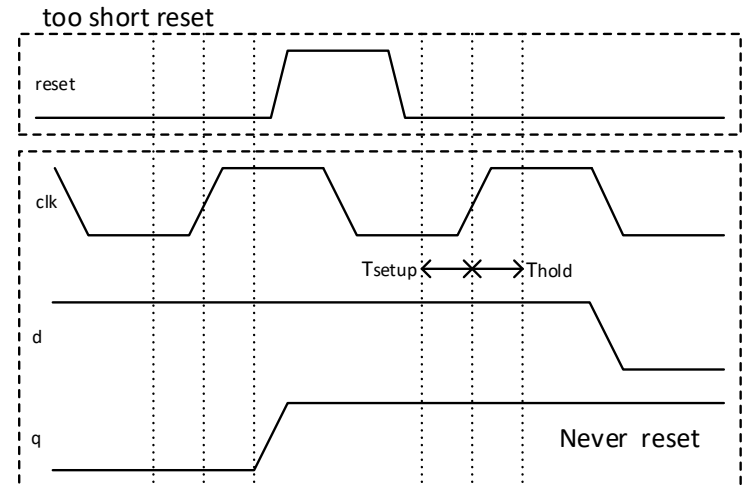 too short reset
reset
clk
Tsetup Thold
d
q
Never reset